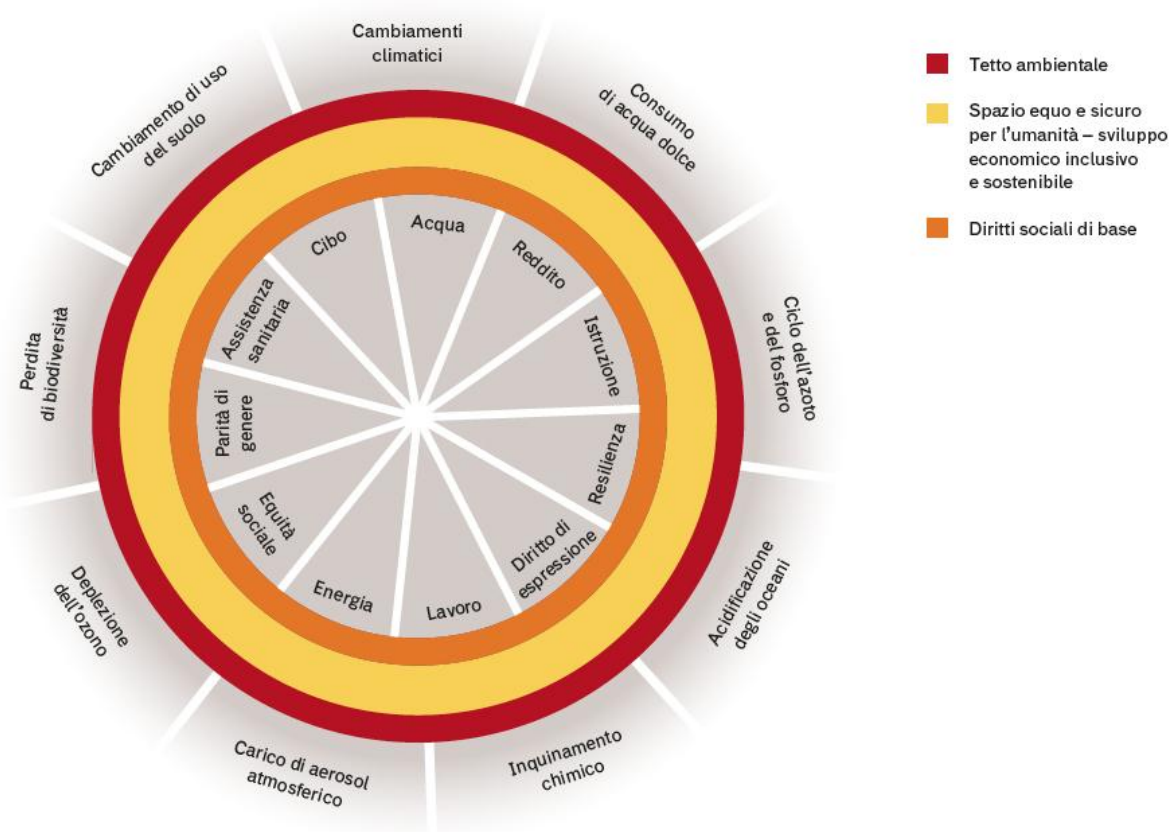 Cambiamenti
climatici
Consumo
di acqua dolce
Ciclo dell'azoto
e del fosforo
Acidificazione
degli oceani
Inquinamento
chimico
Carico di aerosol
atmosferico
Deplezione
dell'ozono
Perdita
di biodiversità
Cambiamento di uso
del suolo
Acqua
Reddito
Istruzione
Resilienza
Diritto di
espressione
Lavoro
Energia
Equità
sociale
Parità di
genere
Assistenza
sanitaria
Cibo
Tetto ambientale
Spazio equo e sicuro
per l'umanità – sviluppo
economico inclusivo
e sostenibile
Diritti sociali di base